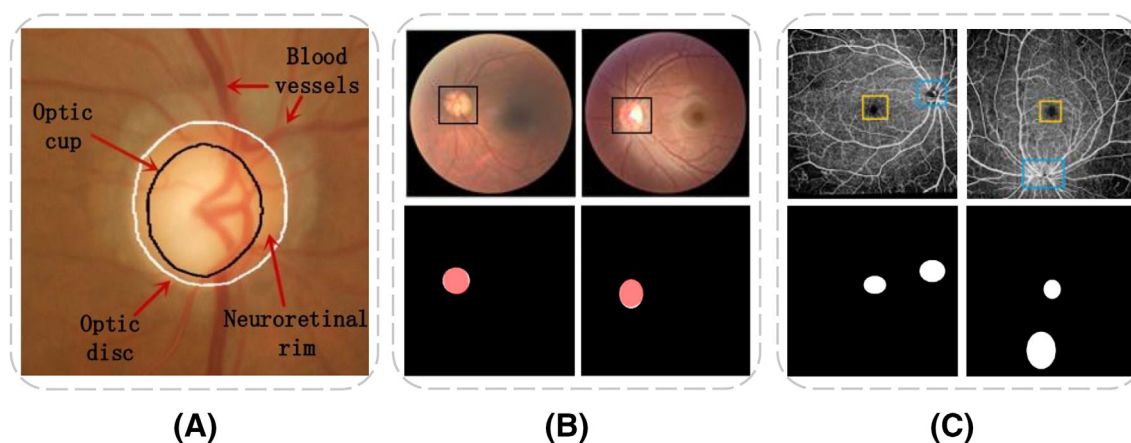 Blood
vessels
Optic
cup
Optic
disc
Neuroretinal
rim
(A)
(B)
(C)